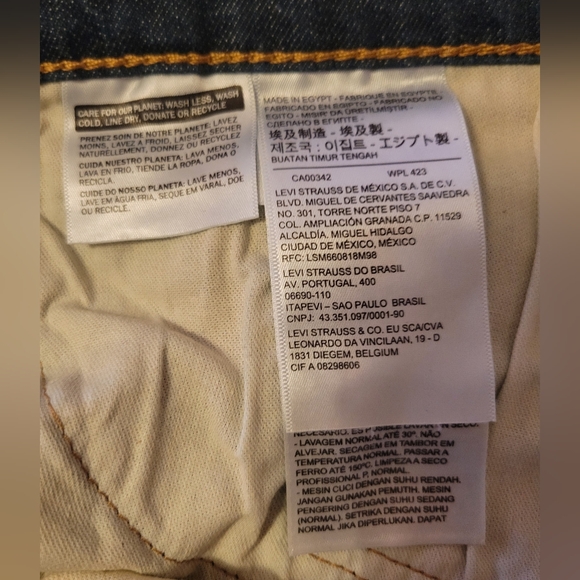 CARE FOR OUR PLANET: WASH LESS, WASH
COLD, LINE DRY, DONATE OR RECYCLE
PRENEZ SOIN DE NOTRE PLANETE, LAVEZ
MOINS, LAVEZ A FROID, LAISSEZ SÉCHER
NATURELLEMENT, DONNEZ OU RECYCLEZ
CUIDA NUESTRO PLANETA: LAVA MENOS,
LAVA EN FRIO, TIENDE LA ROPA, DONA O
RECICLA.
CUIDE DO NOSSO PLANETA: LAVE MENOS,
LAVE EM ÁGUA FRIA, SEQUE EM VARAL, DOE
OU RECICLE.
MADE IN EGYPT - FABRIQUE EN EGYPTE -
FABRICADO EN EGIPTO - FABRICADO NO
EGITO - MISIR DA ÜRETILMIŞTIR -
СДЕЛАНО В ЕГИПТЕ -
埃及制造 - 埃及製 -
제조국 : 이집트 - エジプト製 -
BUATAN TIMUR TENGAH
CA00342 WPL 423
LEVI STRAUSS DE MÉXICO S.A. DE C.V.
BLVD. MIGUEL DE CERVANTES SAAVEDRA
NO. 301, TORRE NORTE PISO 7
COL. AMPLIACIÓN GRANADA C.P. 11529
ALCALDÍA. MIGUEL HIDALGO
CIUDAD DE MÉXICO, MÉXICO
RFC: LSM660818M98
LEVI STRAUSS DO BRASIL
AV. PORTUGAL, 400
06690-110
ITAPEVI – SAO PAULO BRASIL
CNPJ: 43.351.097/0001-90
LEVI STRAUSS & CO. EU SCA/CVA
LEONARDO DA VINCILAAN, 19 - D
1831 DIEGEM, BELGIUM
CIF A 08298606
- LAVAGEM NORMAL ATÉ 30º. NÃO
ALVEJAR. SECAGEM EM TAMBOR EM
TEMPERATURA NORMAL. PASSAR A
FERRO ATÉ 150ºC. LIMPEZA A SECO
PROFISSIONAL P, NORMAL.
- MESIN CUCI DENGAN SUHU RENDAH.
JANGAN GUNAKAN PEMUTIH. MESIN
PENGERING DENGAN SUHU SEDANG
(NORMAL). SETRIKA DENGAN SUHU
NORMAL JIKA DIPERLUKAN. DAPAT